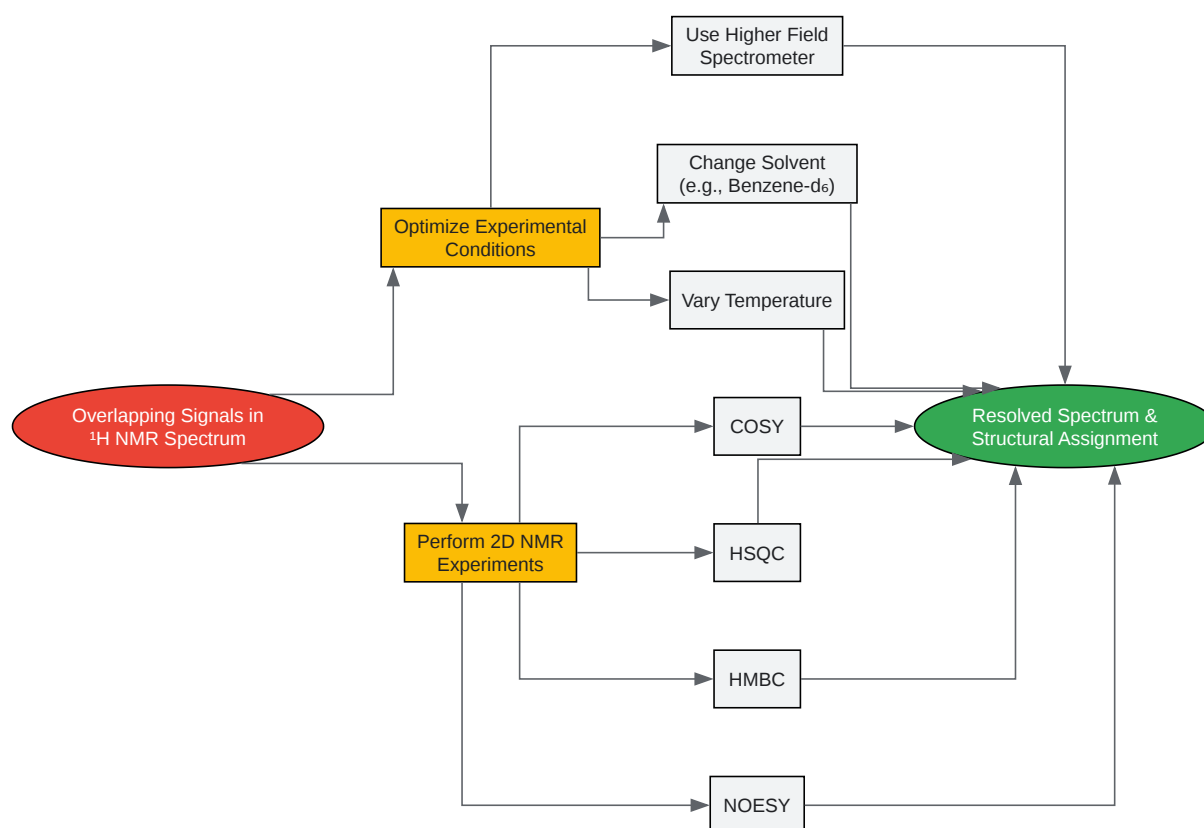 Use Higher Field
Spectrometer
Change Solvent
(e.g., Benzene-d₆)
Optimize Experimental
Conditions
Vary Temperature
Overlapping Signals in
¹H NMR Spectrum
COSY
Resolved Spectrum &
Structural Assignment
Perform 2D NMR
Experiments
HSQC
HMBC
NOESY